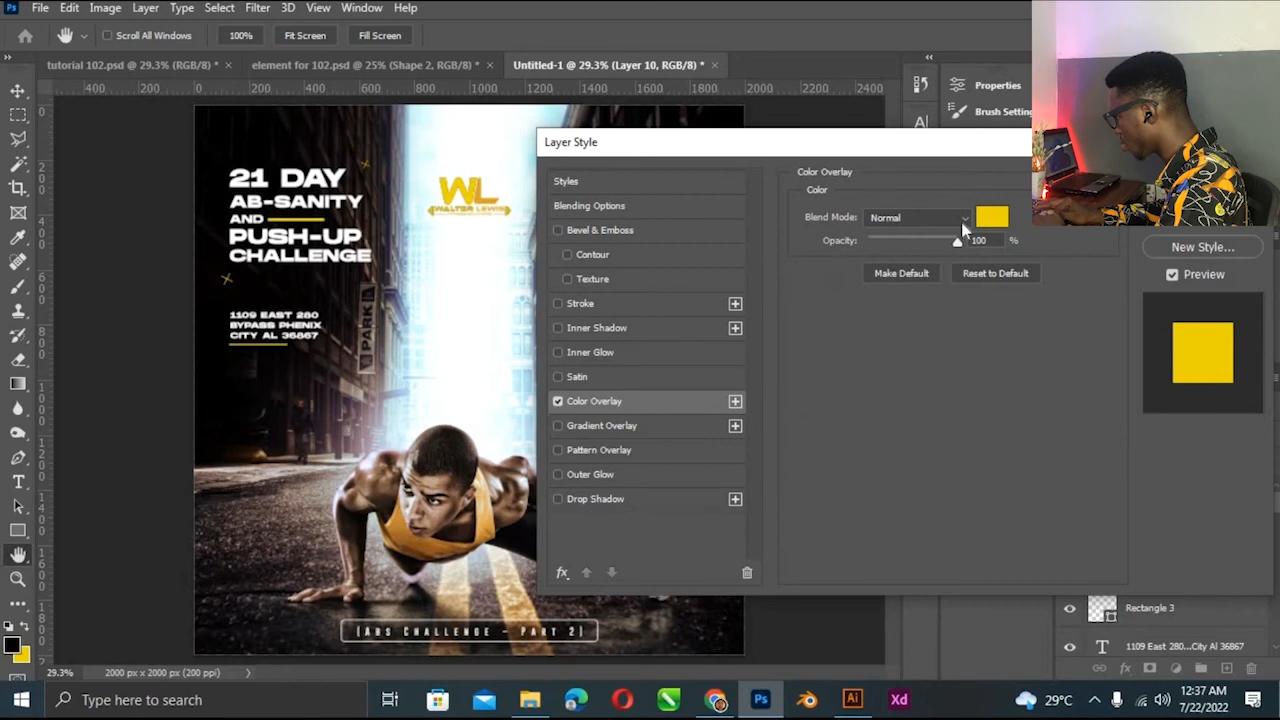 Ps File Edit Image Layer Type Select Filter 3D View Window Help
Scroll All Windows 100% Fit Screen Fill Screen
tutorial 102.psd @ 29.3% (RGB/8) * × element for 102.psd @ 25% (Shape 2, RGB/8) * × Untitled-1 @ 29.3% (Layer 10, RGB/8) * ×
400 200 0 200 400 600 1000 1200 1400 1600 1800 2000 2200 2400
Properties
Brush Setting
Layer Style
21 DAY
AB-SANITY
AND
PUSH-UP
CHALLENGE
1109 EAST 280
BYPASS PHENIX
CITY AL 36867
WL
WALTER LEWIS
PARK
[Abs Challenge - Part 2]
Styles
Blending Options
Bevel & Emboss
Contour
Texture
Stroke
Inner Shadow
Inner Glow
Satin
Color Overlay
Gradient Overlay
Pattern Overlay
Outer Glow
Drop Shadow
fx
Color Overlay
Color
Blend Mode: Normal
Opacity: 100 %
Make Default Reset to Default
New Style...
Preview
Rectangle 3
1109 East 280...City Al 36867
29.3% 2000 px x 2000 px (200 ppi)
Type here to search
Ps Ai Xd
29°C
12:37 AM
7/22/2022